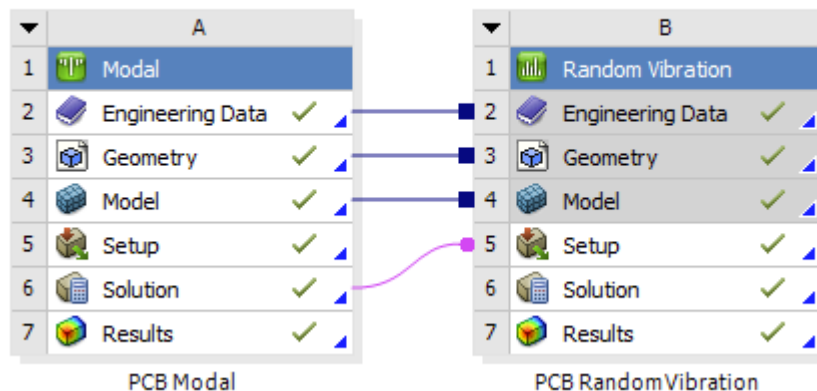 A
1 Modal
2 Engineering Data
3 Geometry
4 Model
5 Setup
6 Solution
7 Results
PCB Modal
B
1 Random Vibration
2 Engineering Data
3 Geometry
4 Model
5 Setup
6 Solution
7 Results
PCB Random Vibration